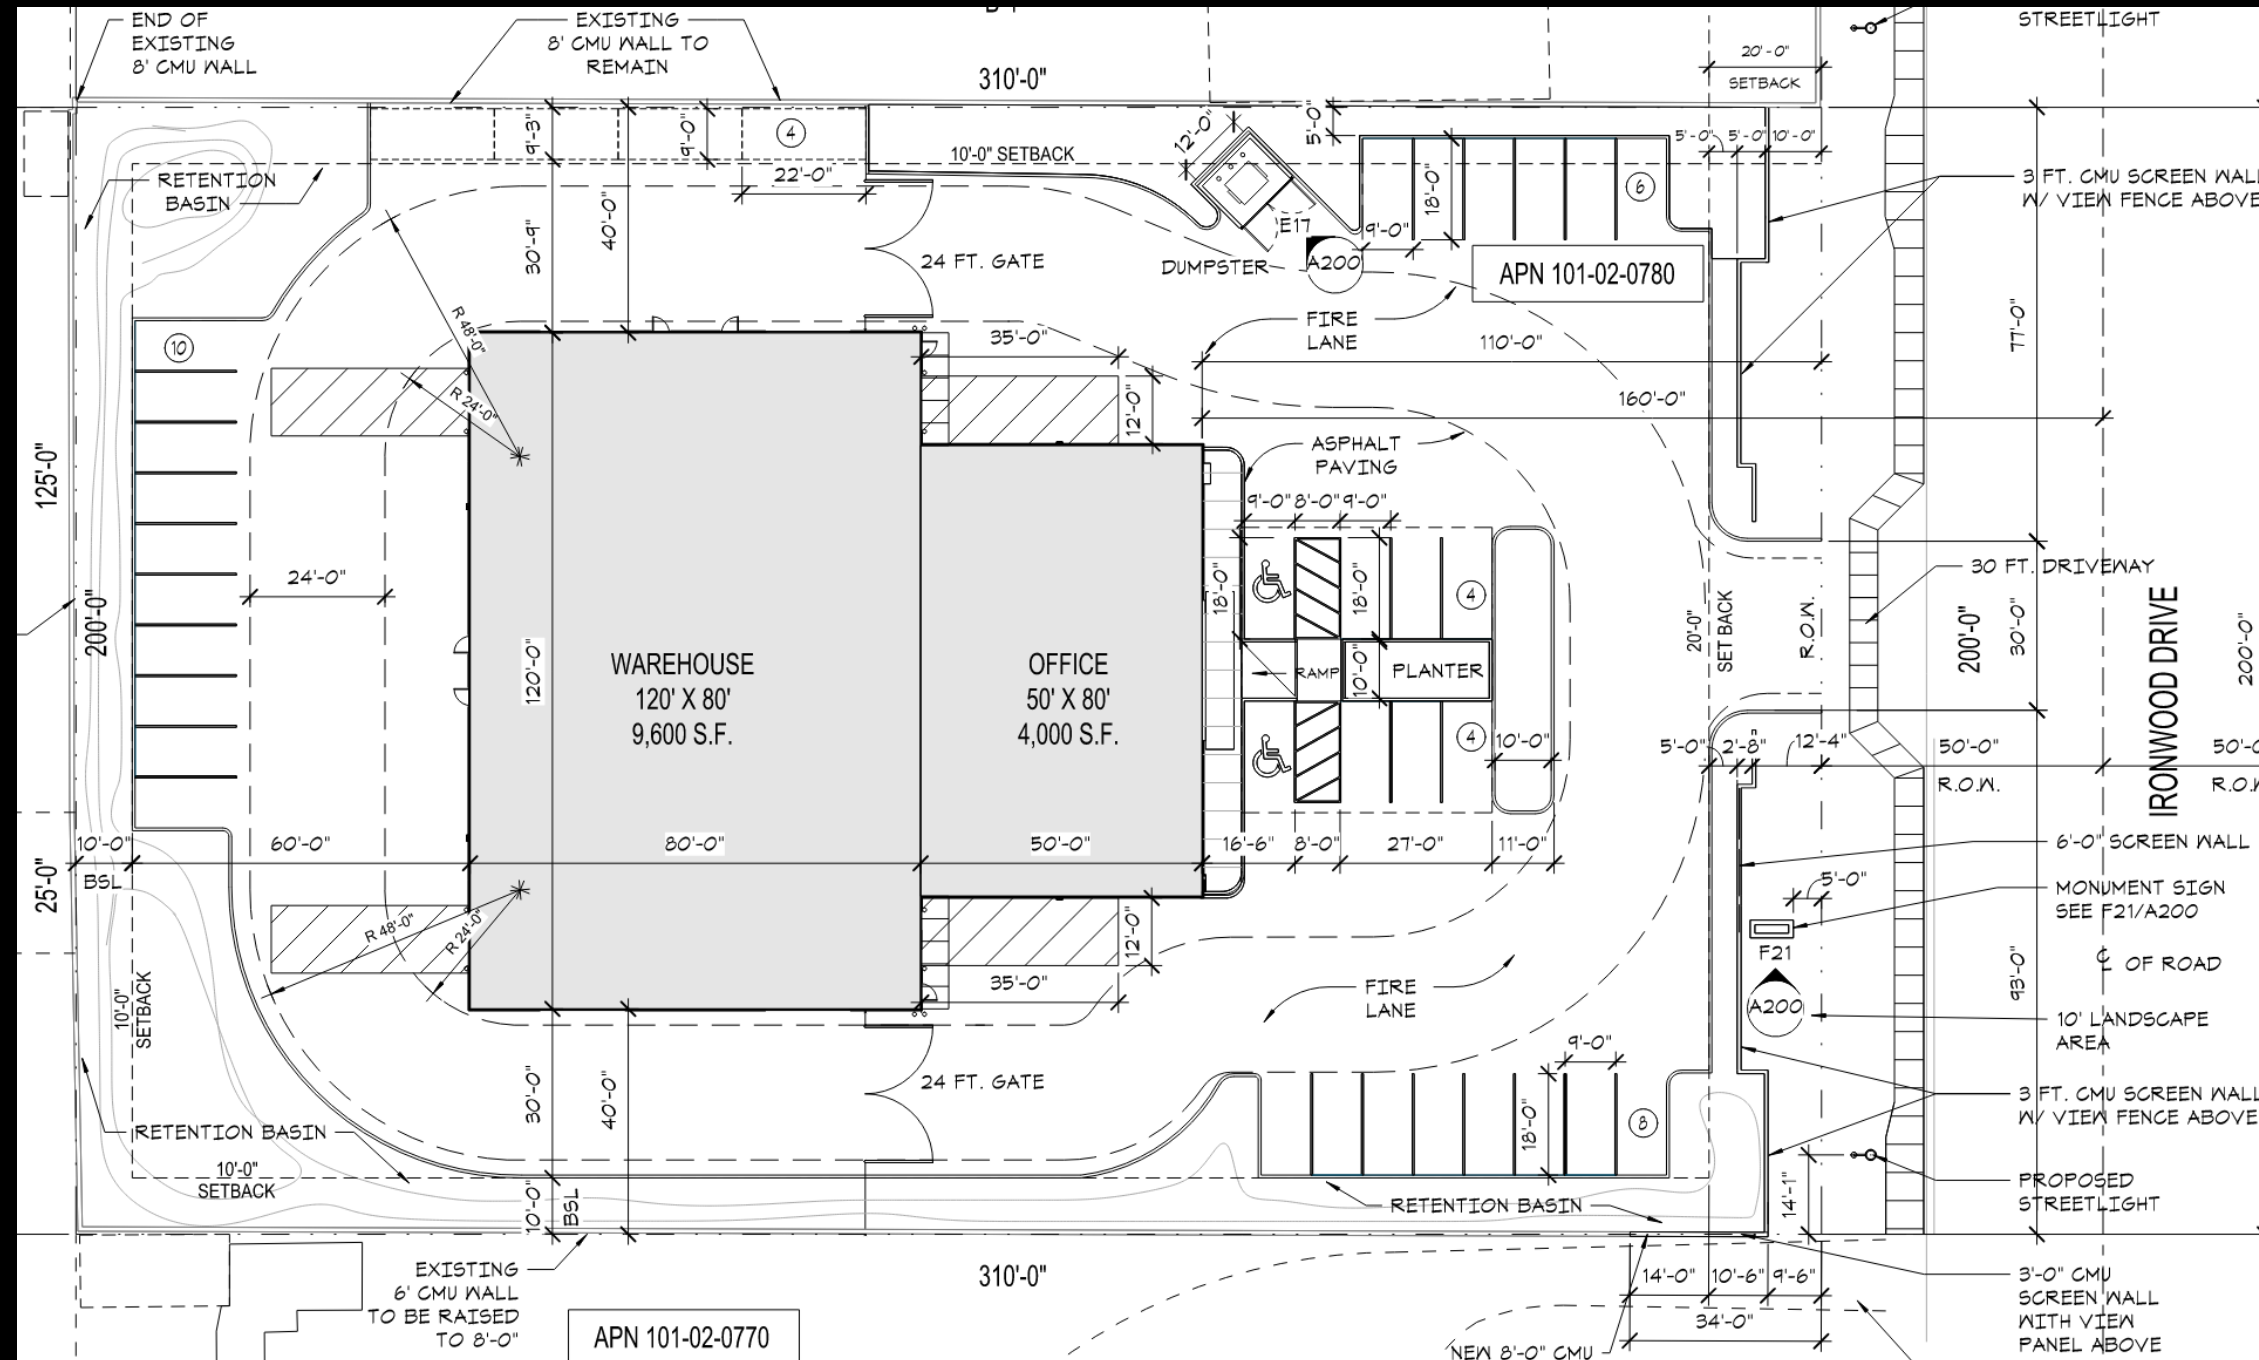 END OF
EXISTING
8' CMU WALL
EXISTING
8' CMU WALL TO
REMAIN
310'-0"
20'-0"
SETBACK
STREETLIGHT
9'-3"
9'-0"
4
10'-0" SETBACK
12'-0"
5'-0"
5'-0"
5'-0"
10'-0"
RETENTION
BASIN
22'-0"
40'-0"
30'-9"
18'-0"
6
3 FT. CMU SCREEN WALL
W/ VIEW FENCE ABOVE
E17
9'-0"
A200
DUMPSTER
24 FT. GATE
APN 101-02-0780
R 48'-0"
R 24'-0"
10
35'-0"
FIRE
LANE
110'-0"
77'-0"
12'-0"
160'-0"
ASPHALT
PAVING
125'-0"
200'-0"
24'-0"
9'-0"
8'-0"
9'-0"
18'-0"
18'-0"
4
30 FT. DRIVEWAY
20'-0"
SET BACK
R.O.W.
200'-0"
30'-0"
IRONWOOD DRIVE
200'-0"
120'-0"
WAREHOUSE
120' X 80'
9,600 S.F.
OFFICE
50' X 80'
4,000 S.F.
RAMP
10'-0"
PLANTER
4
10'-0"
5'-0"
2'-8"
12'-4"
50'-0"
R.O.W.
10'-0"
BSL
60'-0"
80'-0"
50'-0"
16'-6"
8'-0"
27'-0"
11'-0"
25'-0"
6'-0" SCREEN WALL
5'-0"
MONUMENT SIGN
SEE F21/A200
F21
A200
℄ OF ROAD
93'-0"
R 48'-0"
R 24'-0"
12'-0"
35'-0"
FIRE
LANE
10'-0"
SETBACK
10' LANDSCAPE
AREA
9'-0"
24 FT. GATE
30'-0"
40'-0"
18'-0"
8
3 FT. CMU SCREEN WALL
W/ VIEW FENCE ABOVE
RETENTION BASIN
10'-0"
SETBACK
10'-0"
BSL
RETENTION BASIN
14'-1"
PROPOSED
STREETLIGHT
EXISTING
6' CMU WALL
TO BE RAISED
TO 8'-0"
310'-0"
14'-0"
10'-6"
9'-6"
34'-0"
3'-0" CMU
SCREEN WALL
WITH VIEW
PANEL ABOVE
APN 101-02-0770
NEW 8'-0" CMU